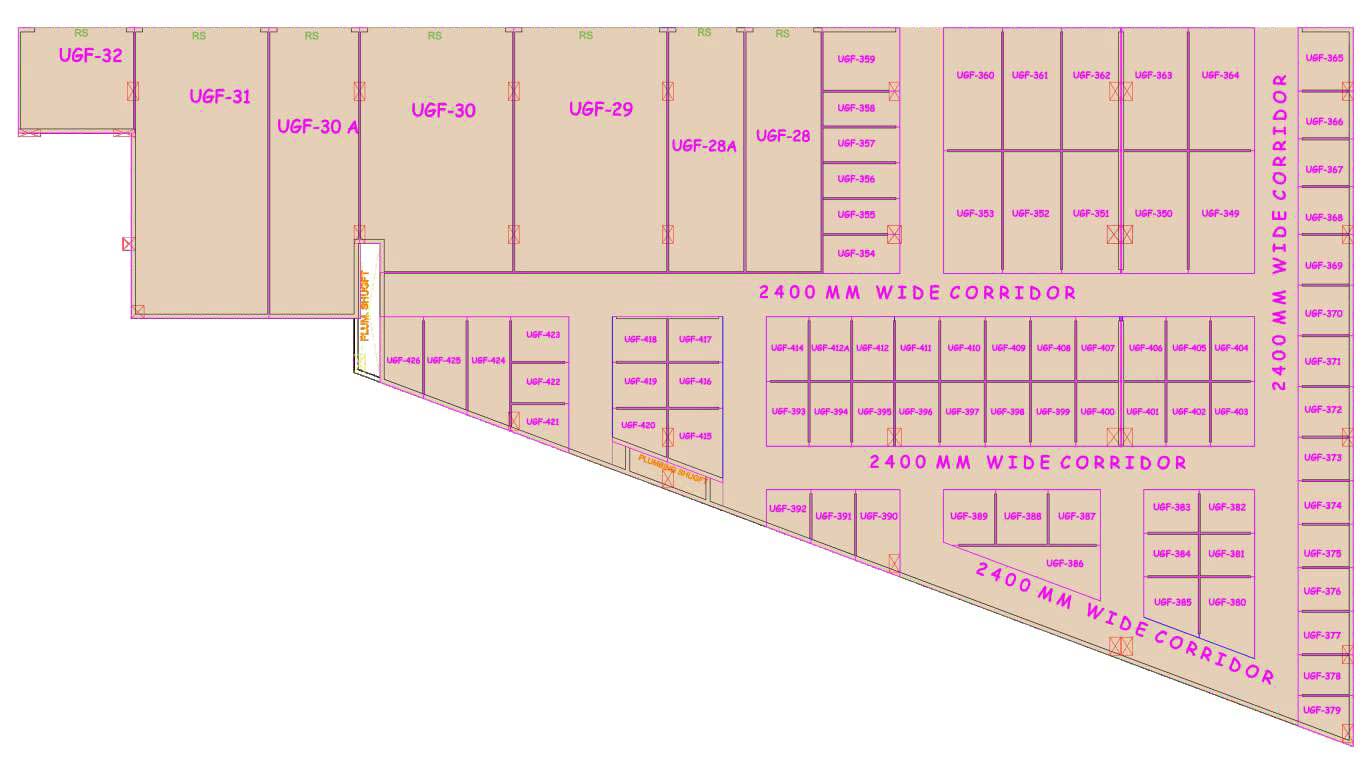 RS
RS
RS
RS
RS
RS
RS
UGF-32
UGF-31
UGF-30 A
UGF-30
UGF-29
UGF-28A
UGF-28
UGF-359
UGF-358
UGF-357
UGF-356
UGF-355
UGF-354
UGF-360
UGF-361
UGF-362
UGF-363
UGF-364
UGF-353
UGF-352
UGF-351
UGF-350
UGF-349
2400 MM WIDE CORRIDOR
UGF-365
UGF-366
UGF-367
UGF-368
UGF-369
UGF-370
UGF-371
UGF-372
UGF-373
UGF-374
UGF-375
UGF-376
UGF-377
UGF-378
UGF-379
2400 MM WIDE CORRIDOR
PLUM. SHUGFT
UGF-426
UGF-425
UGF-424
UGF-423
UGF-422
UGF-421
UGF-418
UGF-417
UGF-419
UGF-416
UGF-420
UGF-415
PLUMBING SHUGFT
UGF-414
UGF-412A
UGF-412
UGF-411
UGF-410
UGF-409
UGF-408
UGF-407
UGF-406
UGF-405
UGF-404
UGF-393
UGF-394
UGF-395
UGF-396
UGF-397
UGF-398
UGF-399
UGF-400
UGF-401
UGF-402
UGF-403
2400 MM WIDE CORRIDOR
UGF-392
UGF-391
UGF-390
UGF-389
UGF-388
UGF-387
UGF-386
UGF-383
UGF-382
UGF-384
UGF-381
UGF-385
UGF-380
2400 MM WIDE CORRIDOR